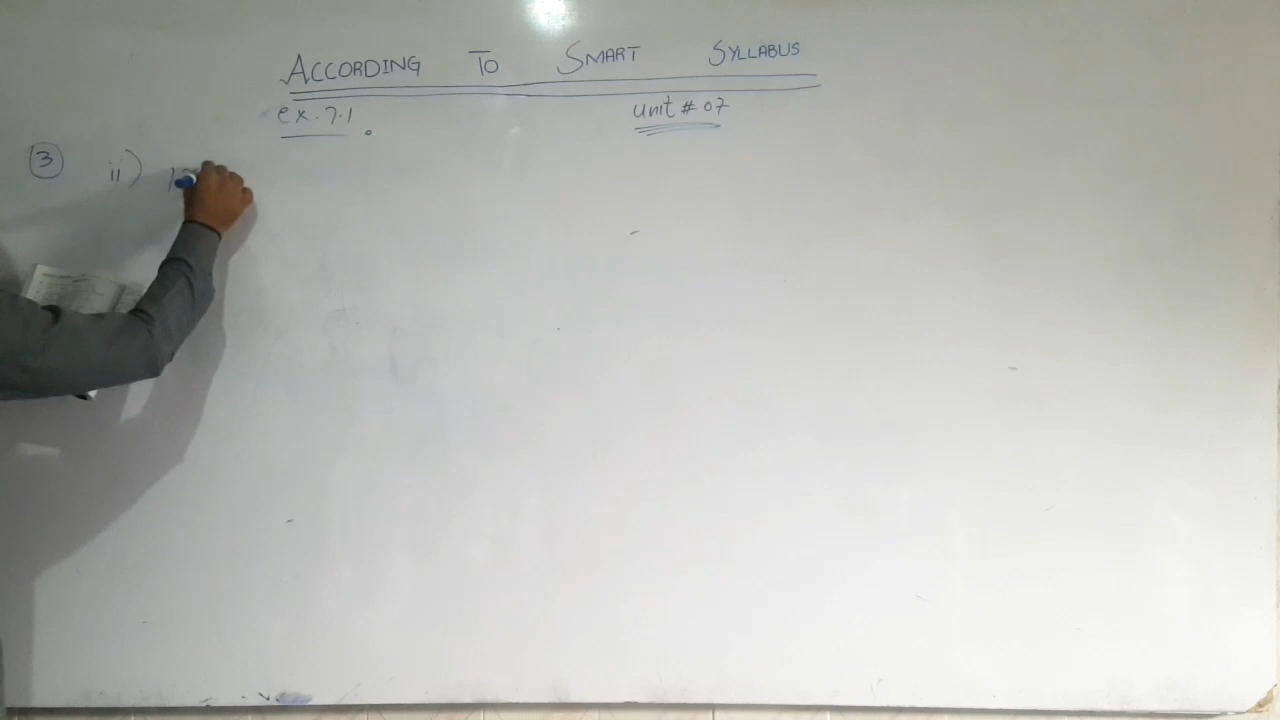 ACCORDING TO SMART SYLLABUS
ex. 7.1 unit # 07
③ ii)